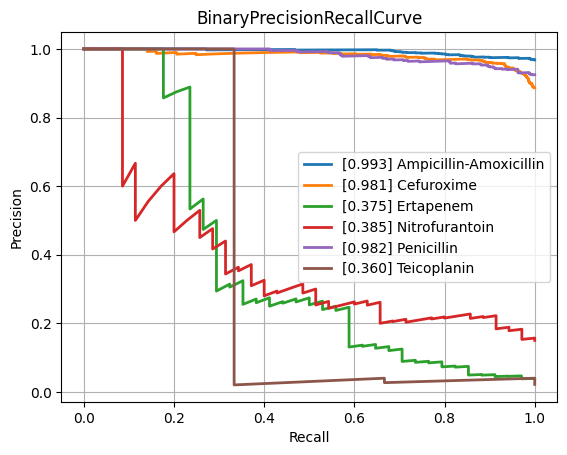 BinaryPrecisionRecallCurve
Precision
1.0
0.8
0.6
0.4
0.2
0.0
[0.993] Ampicillin-Amoxicillin
[0.981] Cefuroxime
[0.375] Ertapenem
[0.385] Nitrofurantoin
[0.982] Penicillin
[0.360] Teicoplanin
0.0 0.2 0.4 0.6 0.8 1.0
Recall